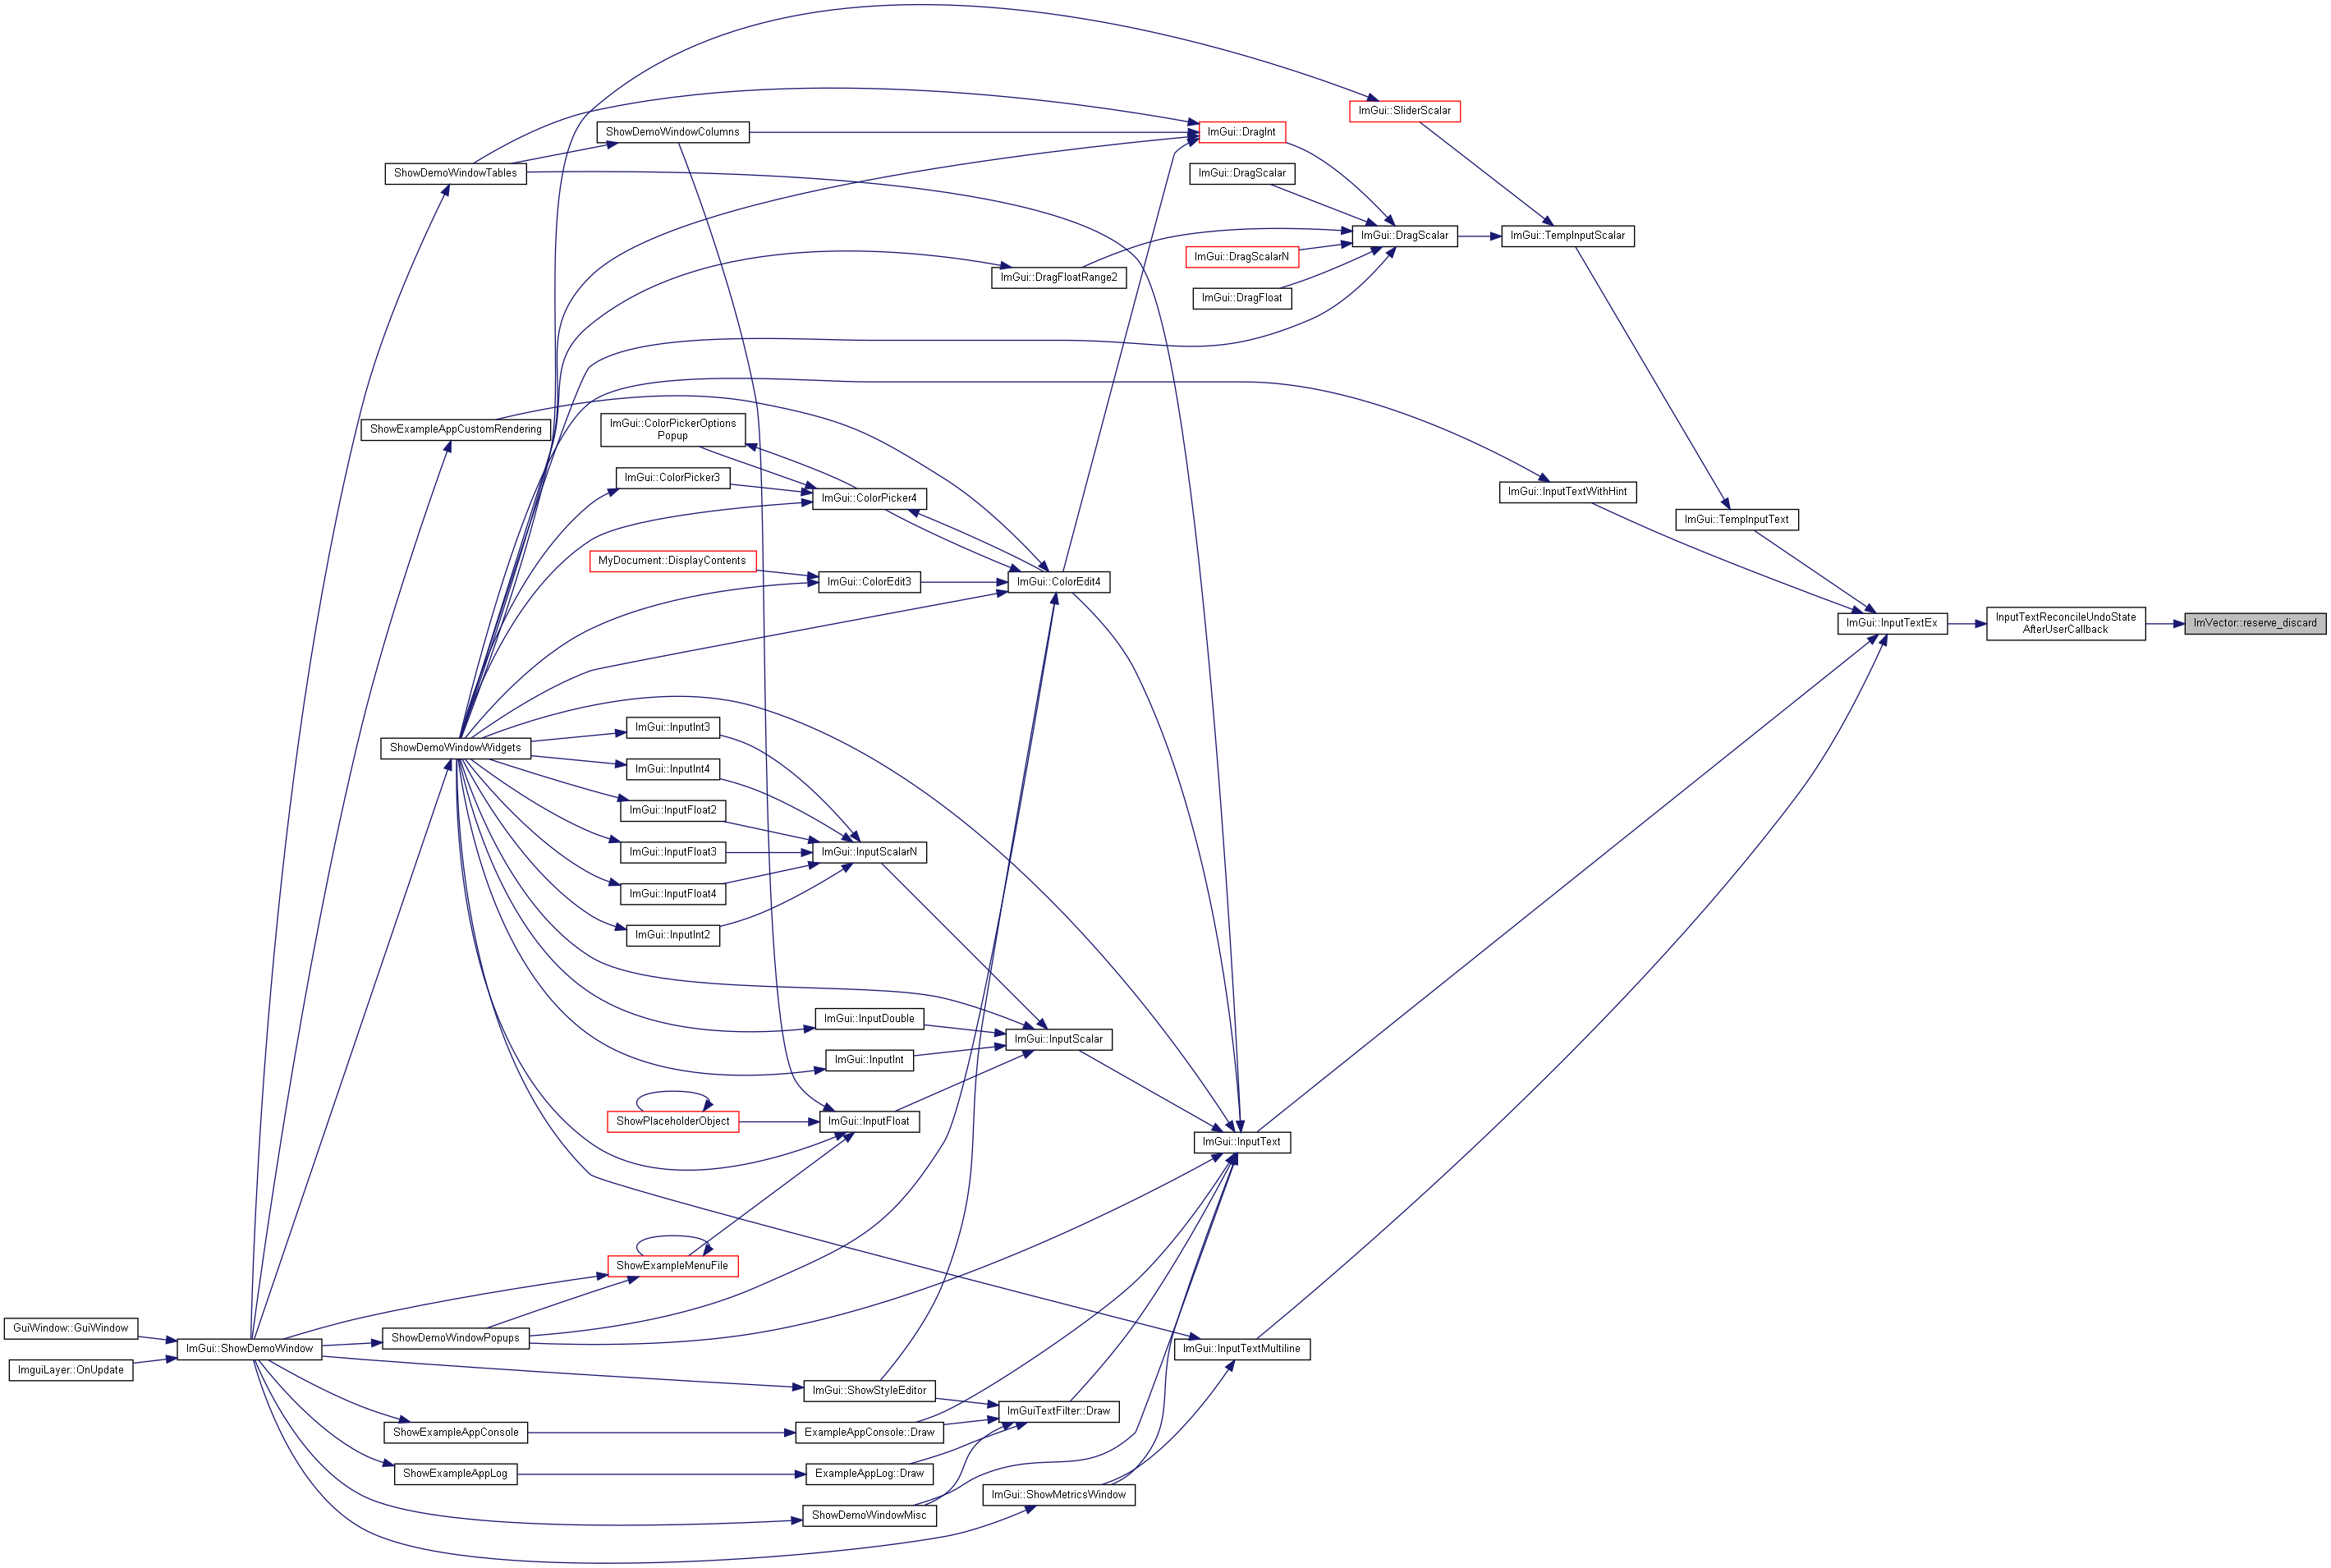 ImGui::SliderScalar
ShowDemoWindowColumns
ImGui::DragInt
ShowDemoWindowTables
ImGui::DragScalar
ImGui::DragScalar
ImGui::TempInputScalar
ImGui::DragScalarN
ImGui::DragFloatRange2
ImGui::DragFloat
ShowExampleAppCustomRendering
ImGui::ColorPickerOptions
Popup
ImGui::ColorPicker3
ImGui::ColorPicker4
ImGui::InputTextWithHint
ImGui::TempInputText
MyDocument::DisplayContents
ImGui::ColorEdit3
ImGui::ColorEdit4
ImGui::InputTextEx
InputTextReconcileUndoState
AfterUserCallback
ImVector::reserve_discard
ImGui::InputInt3
ShowDemoWindowWidgets
ImGui::InputInt4
ImGui::InputFloat2
ImGui::InputFloat3
ImGui::InputScalarN
ImGui::InputFloat4
ImGui::InputInt2
ImGui::InputDouble
ImGui::InputScalar
ImGui::InputInt
ShowPlaceholderObject
ImGui::InputFloat
ImGui::InputText
ShowExampleMenuFile
GuiWindow::GuiWindow
ImGui::ShowDemoWindow
ShowDemoWindowPopups
ImGui::InputTextMultiline
ImguiLayer::OnUpdate
ImGui::ShowStyleEditor
ImGuiTextFilter::Draw
ShowExampleAppConsole
ExampleAppConsole::Draw
ShowExampleAppLog
ExampleAppLog::Draw
ImGui::ShowMetricsWindow
ShowDemoWindowMisc